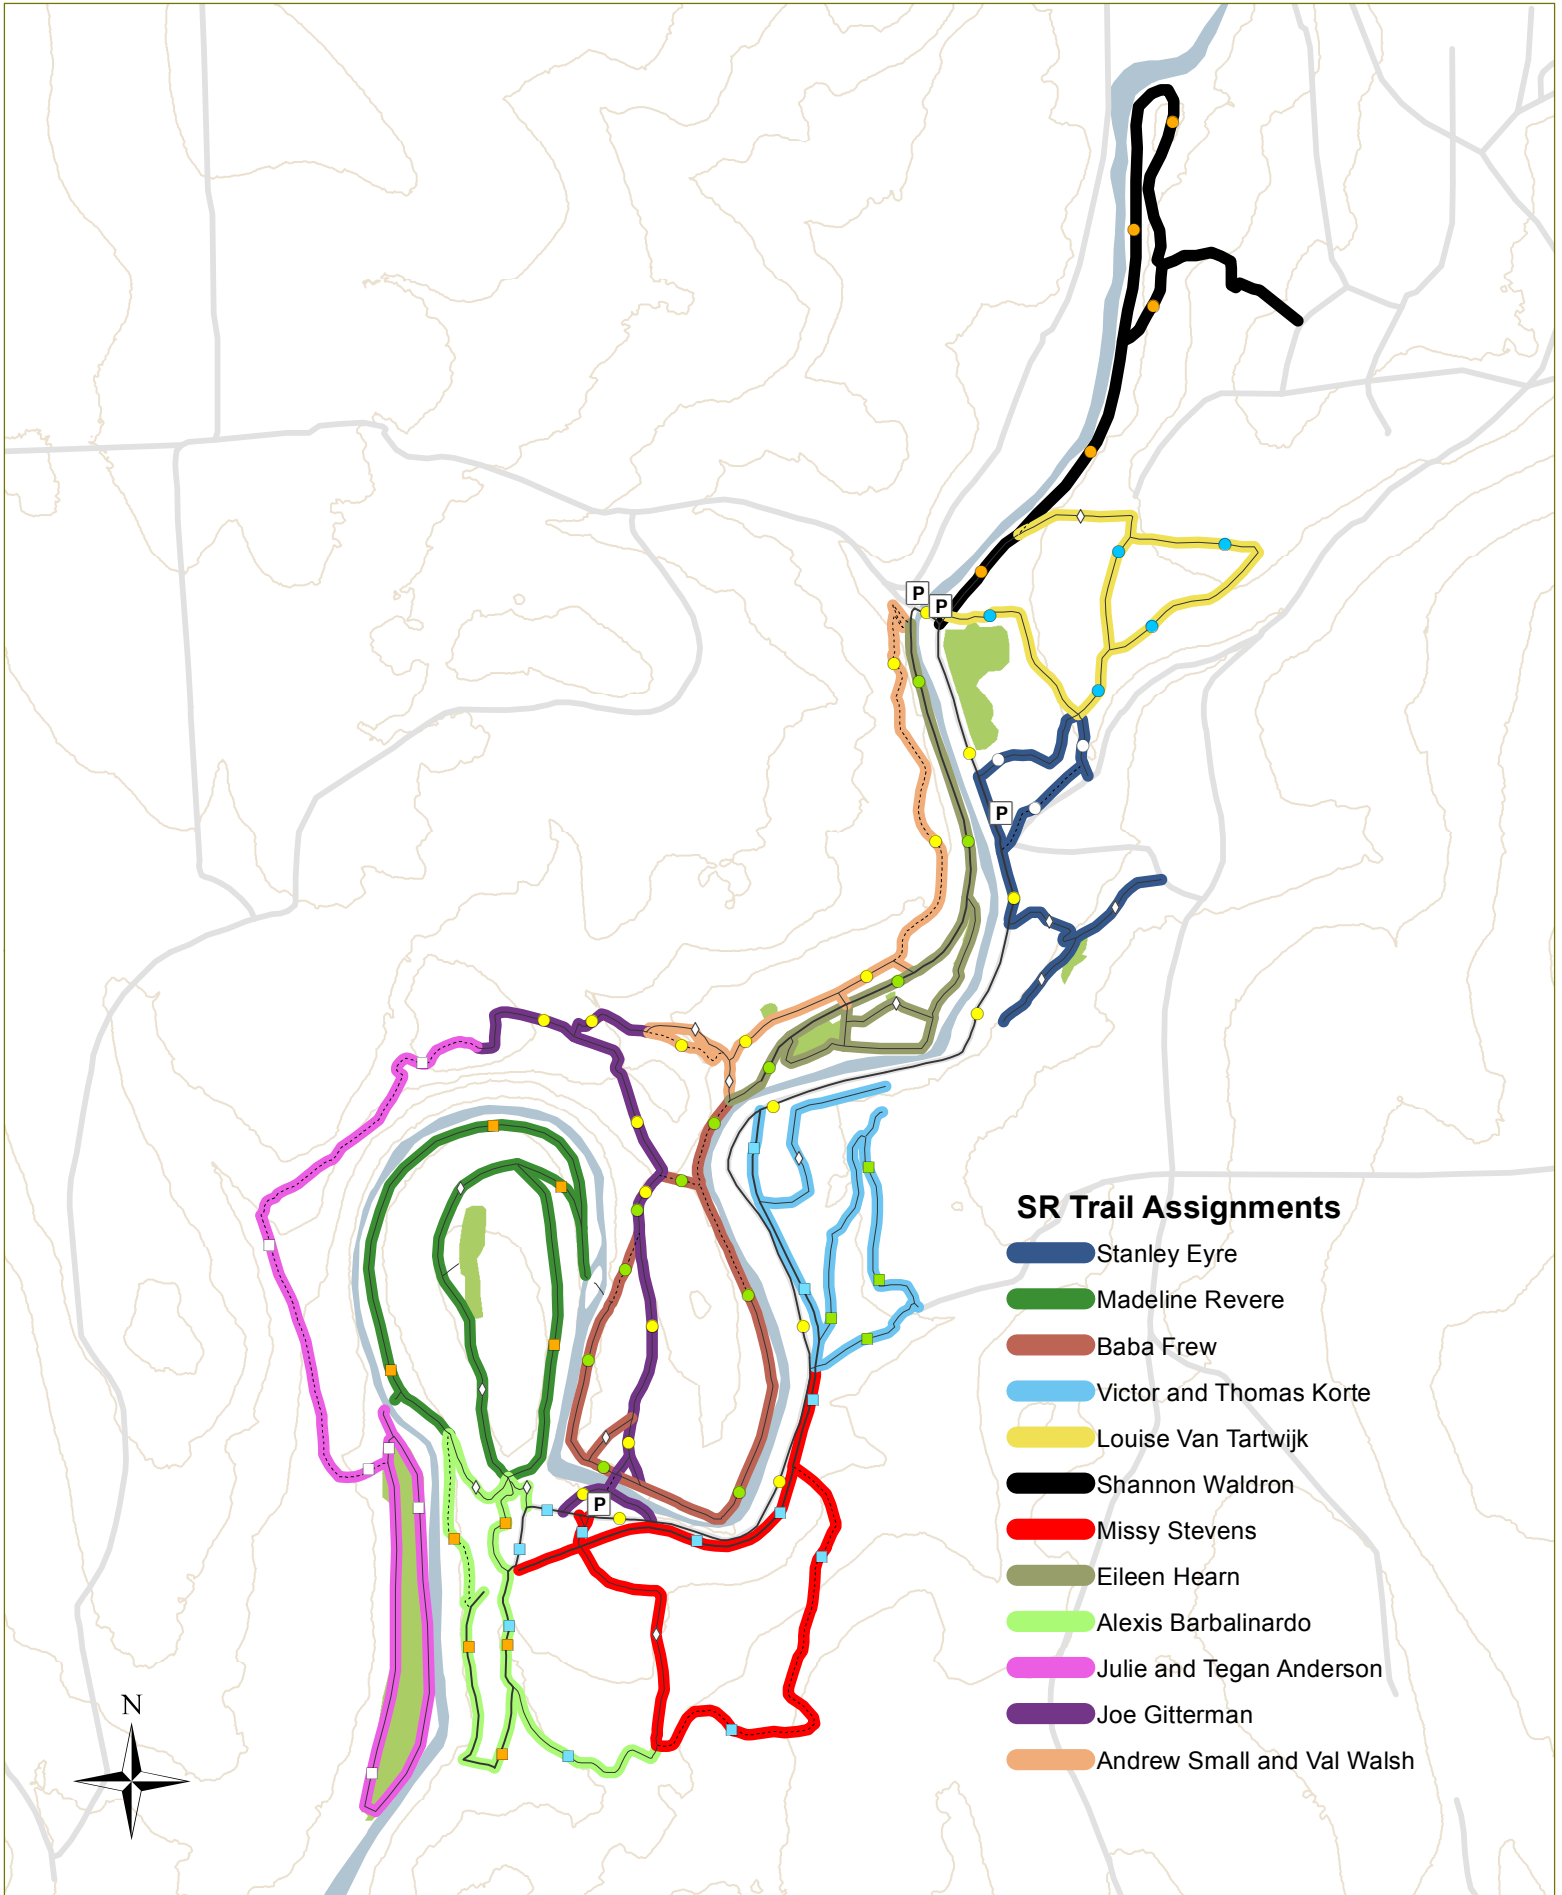 P
P
P
SR Trail Assignments
Stanley Eyre
Madeline Revere
Baba Frew
Victor and Thomas Korte
Louise Van Tartwijk
Shannon Waldron
P
Missy Stevens
Eileen Hearn
Alexis Barbalinardo
Julie and Tegan Anderson
N
Joe Gitterman
Andrew Small and Val Walsh